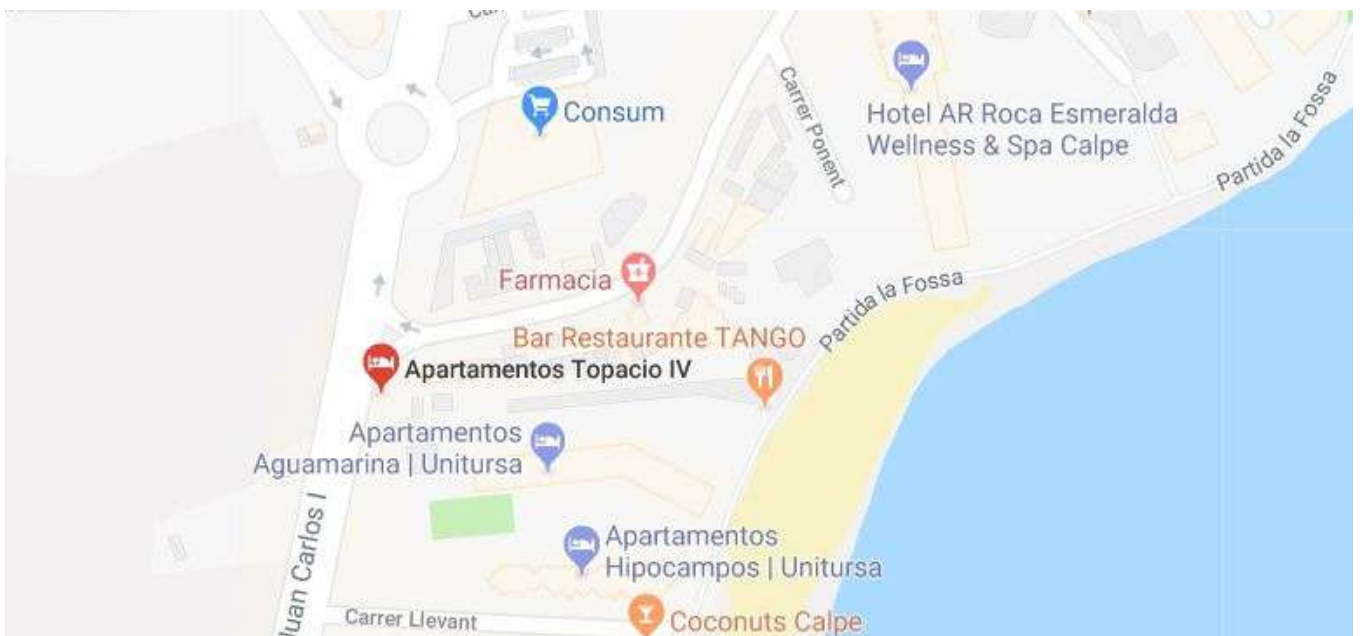 Consum
Carrer Ponent
Hotel AR Roca Esmeralda
Wellness & Spa Calpe
Partida la Fossa
Farmacia
Partida la Fossa
Bar Restaurante TANGO
Apartamentos Topacio IV
Apartamentos
Aguamarina | Unitursa
Juan Carlos I
Apartamentos
Hipocampos | Unitursa
Carrer Llevant
Coconuts Calpe